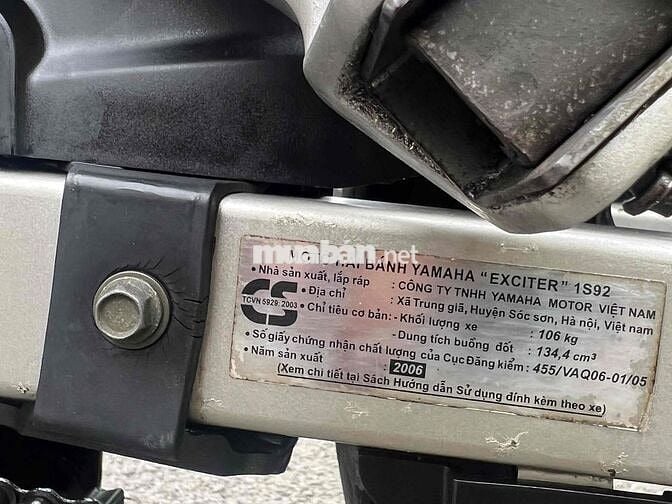 muaban.net
HAI BÁNH YAMAHA "EXCITER" 1S92
• Nhà sản xuất, lắp ráp : CÔNG TY TNHH YAMAHA MOTOR VIỆT NAM
• Địa chỉ : Xã Trung giã, Huyện Sóc sơn, Hà nội, Việt nam
CS
TCVN 5929: 2003
• Chỉ tiêu cơ bản: - Khối lượng xe : 106 kg
- Dung tích buồng đốt : 134,4 cm³
• Số giấy chứng nhận chất lượng của Cục Đăng kiểm : 455/VAQ06-01/05
• Năm sản xuất : 2006
(Xem chi tiết tại Sách Hướng dẫn Sử dụng đính kèm theo xe)